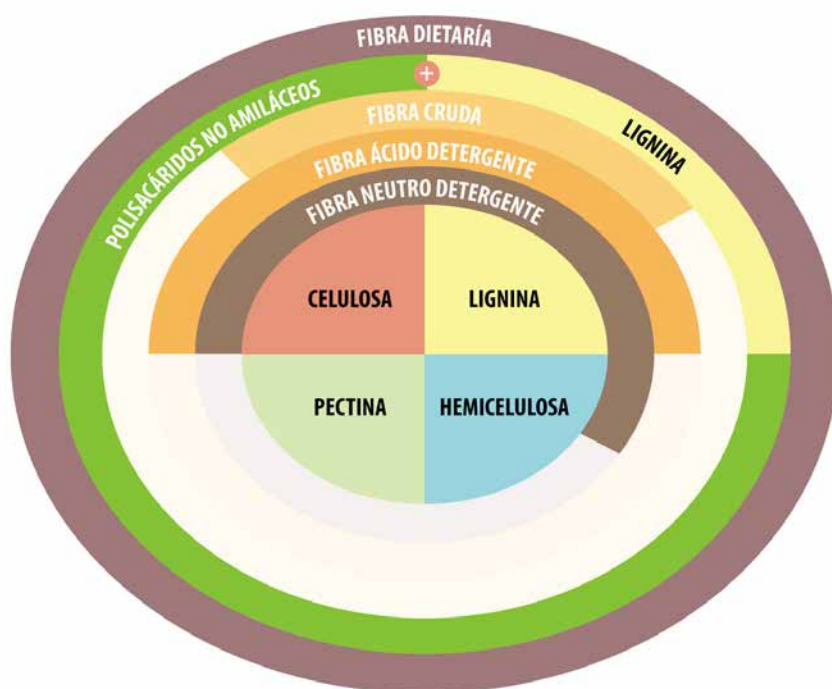 FIBRA DIETARÍA
+
POLISACÁRIDOS NO AMILÁCEOS
LIGNINA
FIBRA CRUDA
FIBRA ÁCIDO DETERGENTE
FIBRA NEUTRO DETERGENTE
CELULOSA
LIGNINA
PECTINA
HEMICELULOSA